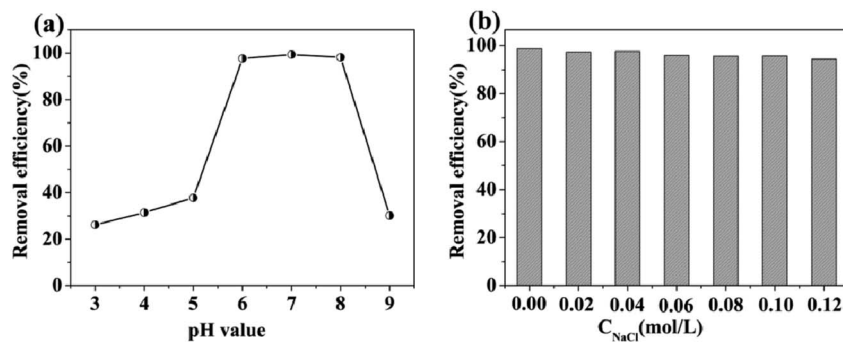 (a)
Removal efficiency(%)
100
80
60
40
20
0
3 4 5 6 7 8 9
pH value
(b)
Removal efficiency(%)
100
80
60
40
20
0
0.00 0.02 0.04 0.06 0.08 0.10 0.12
C_NaCl(mol/L)